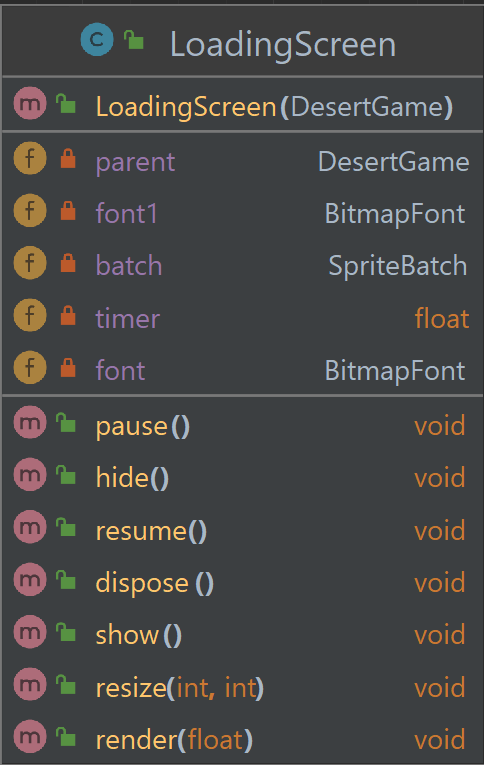 C LoadingScreen
m LoadingScreen(DesertGame)
f parent DesertGame
f font1 BitmapFont
f batch SpriteBatch
f timer float
f font BitmapFont
m pause() void
m hide() void
m resume() void
m dispose() void
m show() void
m resize(int, int) void
m render(float) void